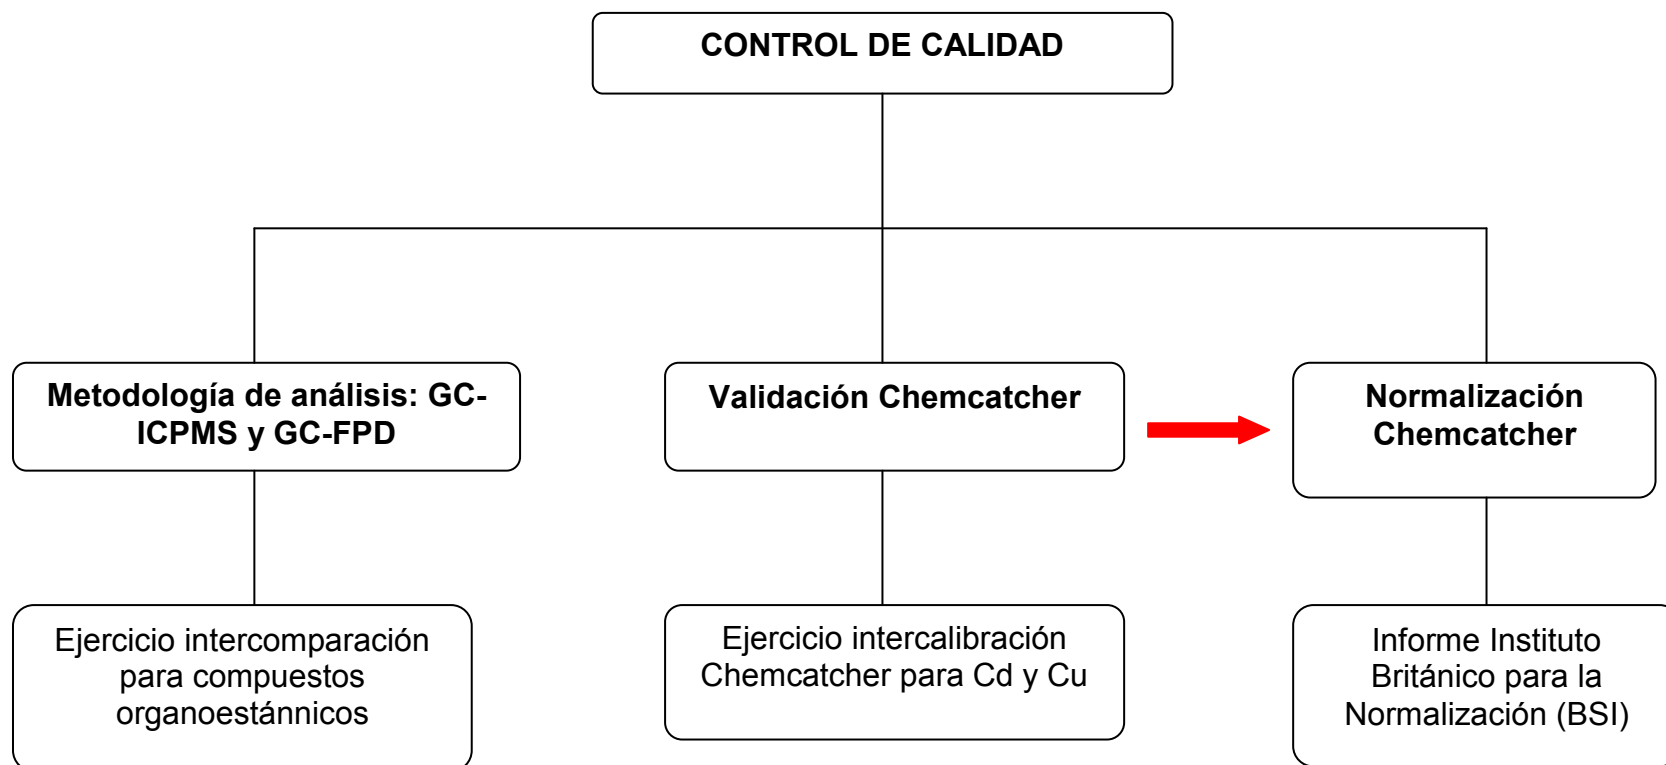 CONTROL DE CALIDAD
Metodología de análisis: GC-
ICPMS y GC-FPD
Validación Chemcatcher
Normalización
Chemcatcher
Ejercicio intercomparación
para compuestos
organoestánnicos
Ejercicio intercalibración
Chemcatcher para Cd y Cu
Informe Instituto
Británico para la
Normalización (BSI)